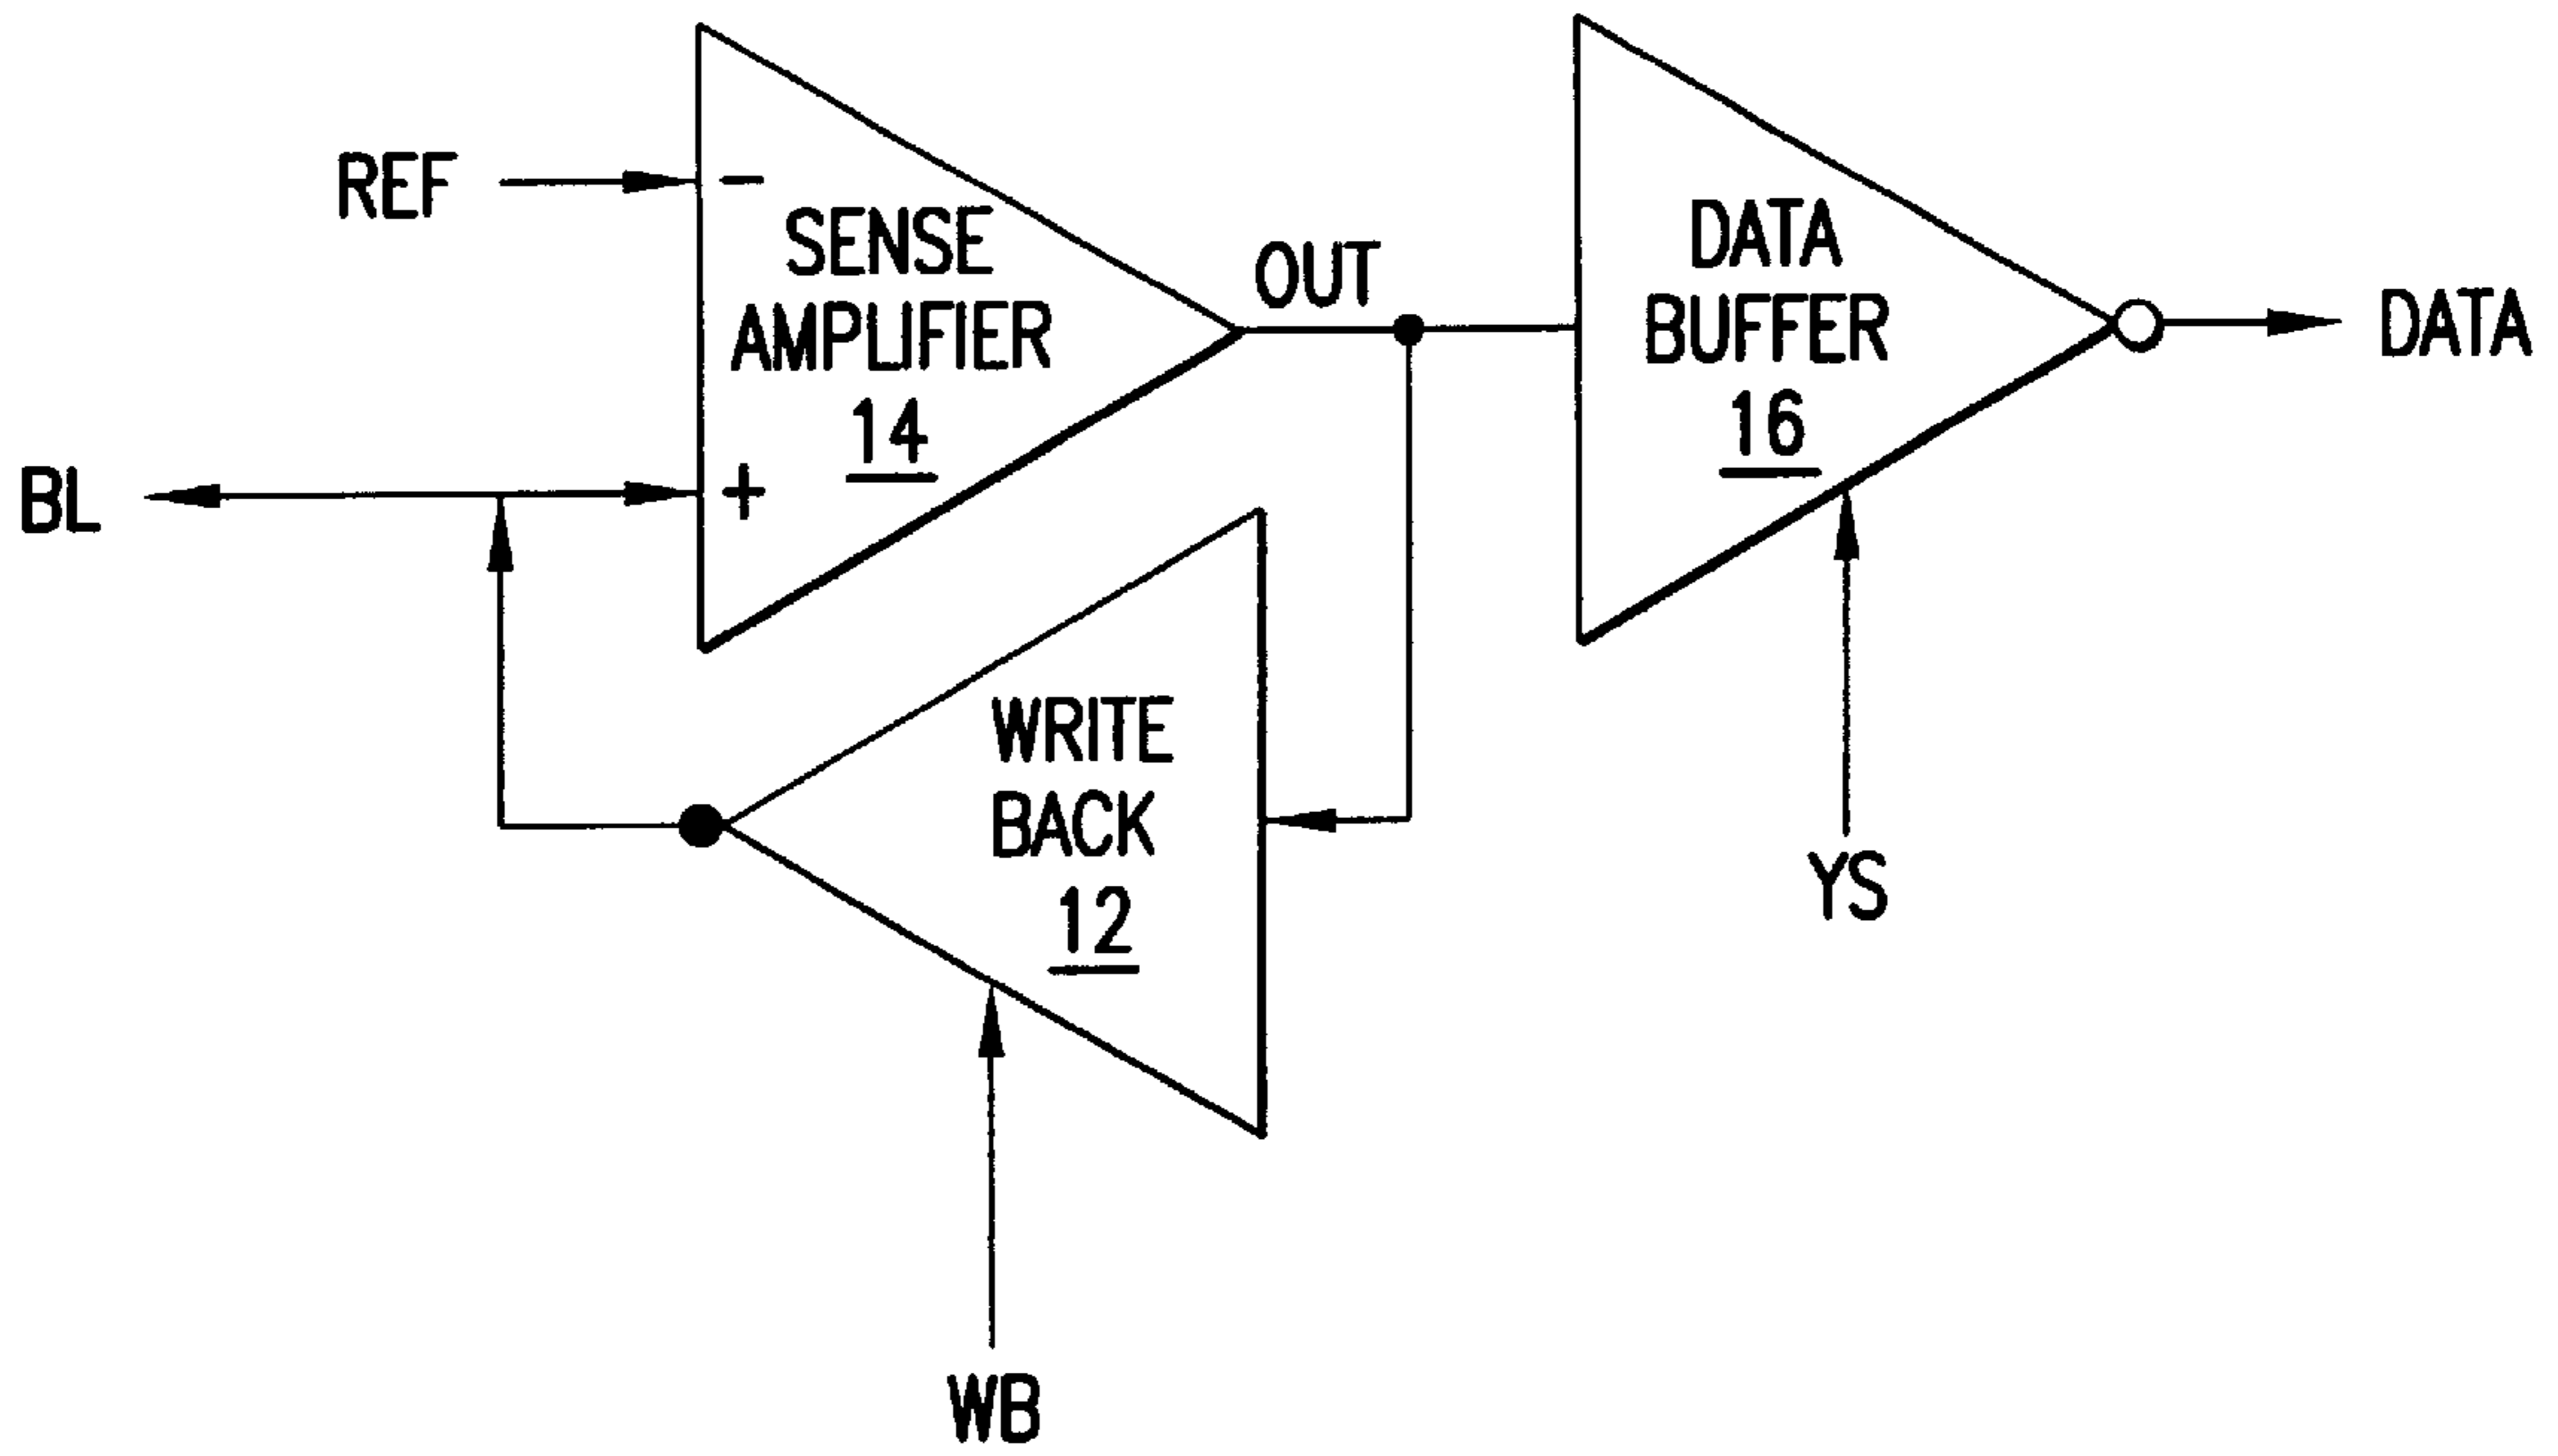 REF
-
SENSE
AMPLIFIER
14
BL
+
OUT
DATA
BUFFER
16
DATA
WRITE
BACK
12
YS
WB